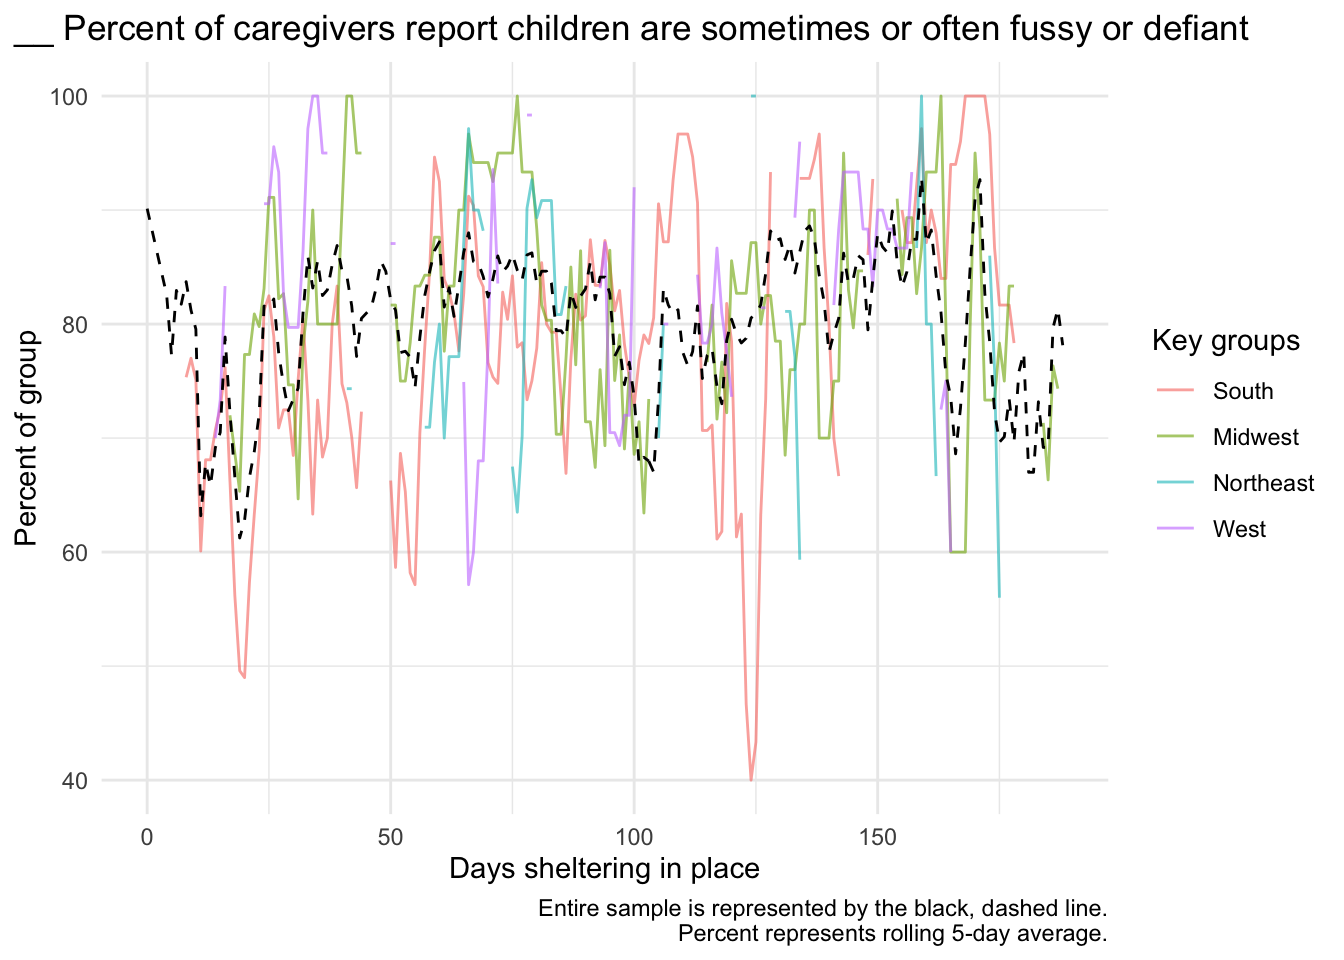 __ Percent of caregivers report children are sometimes or often fussy or defiant
100
80
60
40
Percent of group
0
50
100
150
Days sheltering in place
Key groups
South
Midwest
Northeast
West
Entire sample is represented by the black, dashed line.
Percent represents rolling 5-day average.